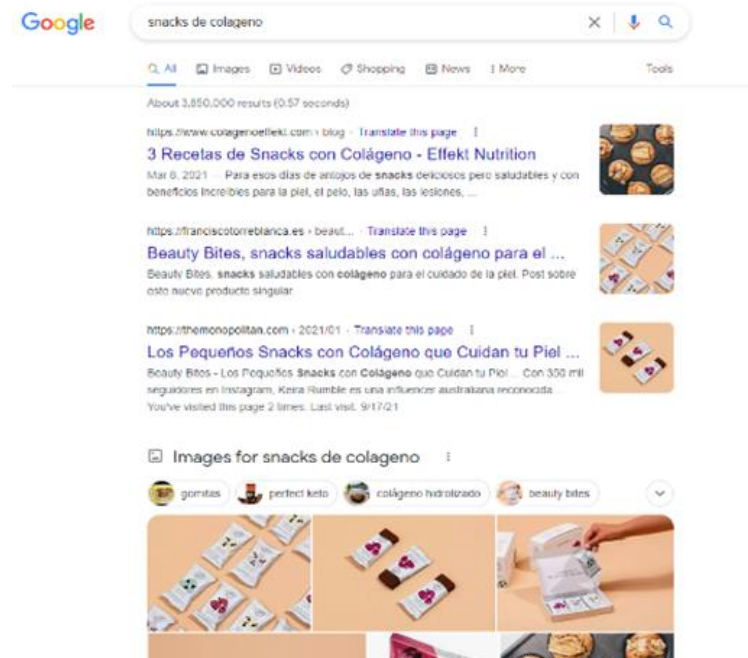 Google
snacks de colageno
All Images Videos Shopping News More Tools
About 3,850,000 results (0.57 seconds)
https://www.colagenoeffekt.com › blog · Translate this page
3 Recetas de Snacks con Colágeno - Effekt Nutrition
Mar 8, 2021 — Para esos días de antojos de snacks deliciosos pero saludables y con
beneficios increíbles para la piel, el pelo, las uñas, las lesiones, ...
https://franciscotorreblanca.es › beaut... · Translate this page
Beauty Bites, snacks saludables con colágeno para el ...
Beauty Bites, snacks saludables con colágeno para el cuidado de la piel. Post sobre
este nuevo producto singular.
https://themonopolitan.com › 2021/01 · Translate this page
Los Pequeños Snacks con Colágeno que Cuidan tu Piel ...
Beauty Bites - Los Pequeños Snacks con Colágeno que Cuidan tu Piel ... Con 350 mil
seguidores en Instagram, Keira Rumble es una influencer australiana reconocida ...
You've visited this page 2 times. Last visit: 9/17/21
Images for snacks de colageno
gomitas perfect keto colágeno hidrolizado beauty bites